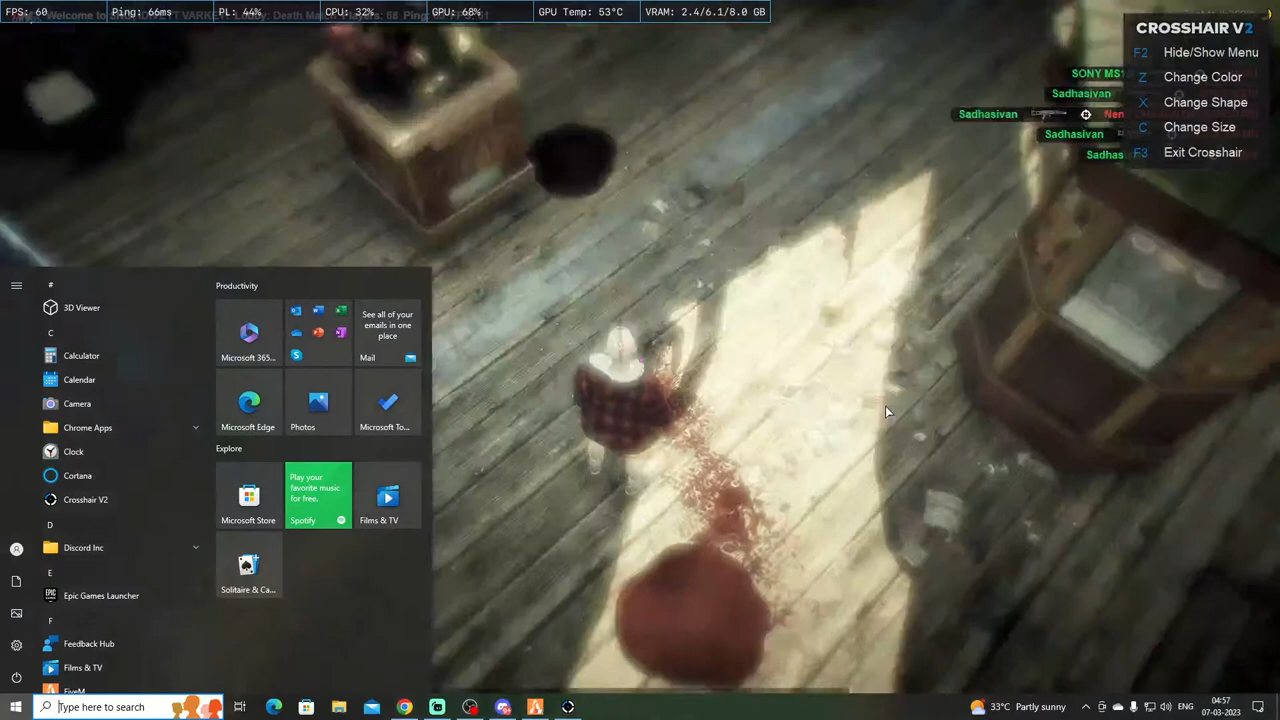 FPS: 60
Ping: 66ms
PL: 44%
CPU: 32%
GPU: 68%
GPU Temp: 53°C
VRAM: 2.4/6.1/8.0 GB
CROSSHAIR V2
F2 Hide/Show Menu
Z Change Color
X Change Shape
C Change Size
F3 Exit Crosshair
SONY MS
Sadhasivan
Sadhasivan
Sadhasivan
Sadhas
#
3D Viewer
C
Calculator
Calendar
Camera
Chrome Apps
Clock
Cortana
Crosshair V2
D
Discord Inc
E
EPIC GAMES
Epic Games Launcher
F
Feedback Hub
Films & TV
FiveM
Productivity
Microsoft 365...
See all of your
emails in one
place
Mail
Microsoft Edge
Photos
Microsoft To...
Explore
Microsoft Store
Play your
favorite music
for free.
Spotify
Films & TV
Solitaire & Ca...
Type here to search
33°C Partly sunny
ENG
04:57
07-03-2023